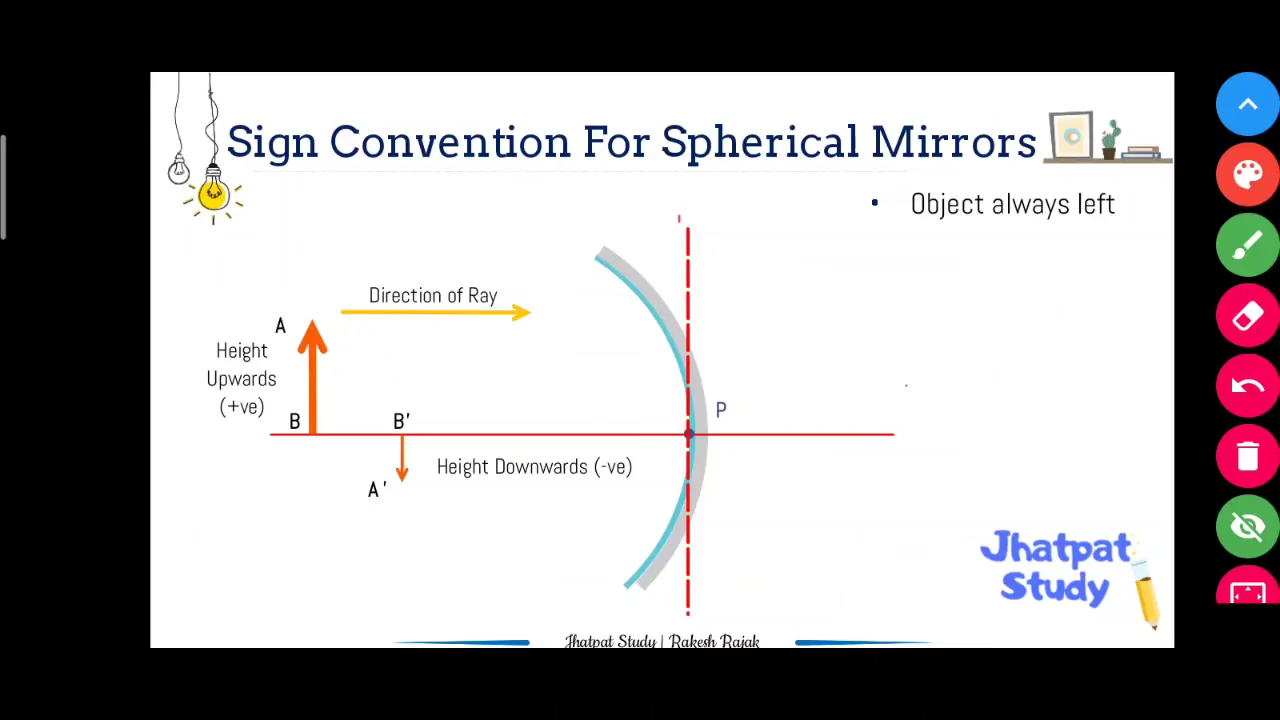 Sign Convention For Spherical Mirrors
• Object always left
Direction of Ray
A
Height
Upwards
(+ve)
B
B'
P
Height Downwards (-ve)
A'
Jhatpat
Study
Jhatpat Study | Rakesh Rajak